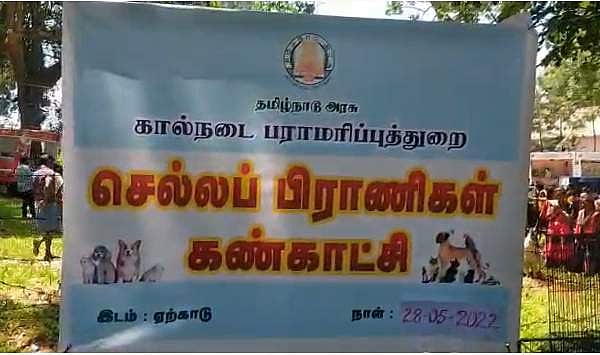 தமிழ்நாடு அரசு
கால்நடை பராமரிப்புத்துறை
செல்லப் பிராணிகள்
கண்காட்சி
இடம் : ஏற்காடு நாள் : 28-05-2022